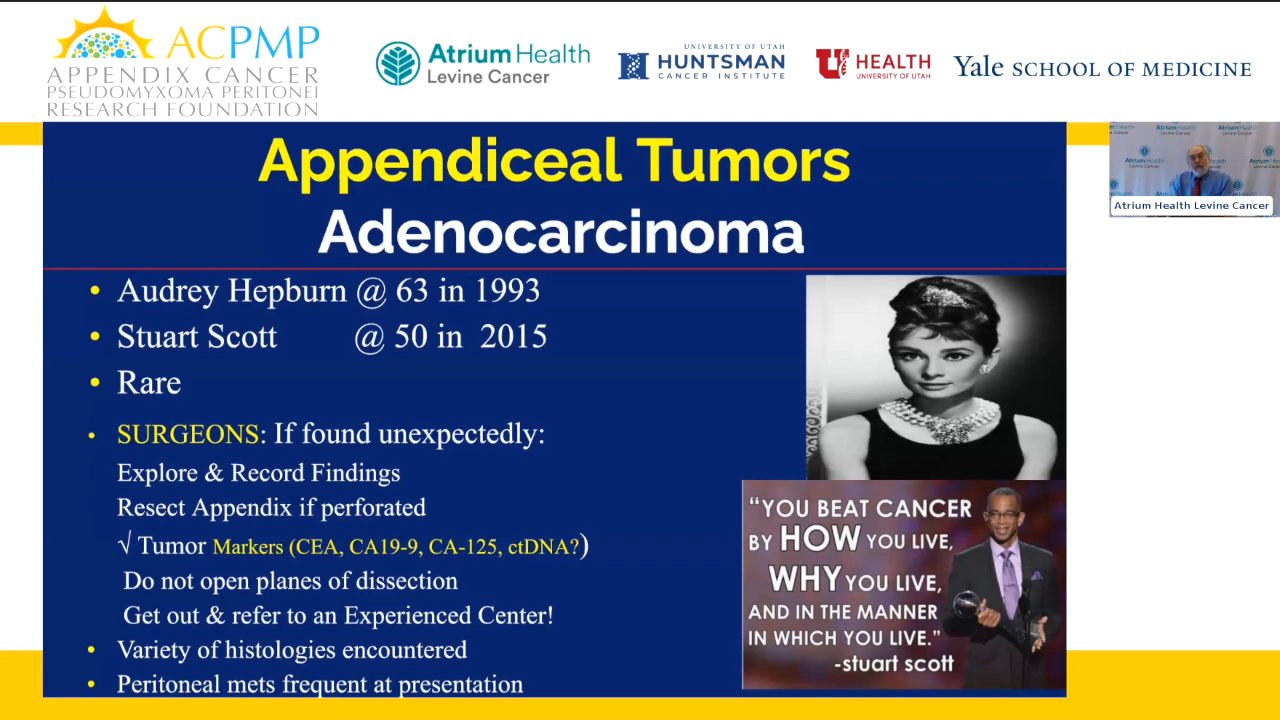 ACPMP
APPENDIX CANCER
PSEUDOMYXOMA PERITONEI
RESEARCH FOUNDATION
Atrium Health
Levine Cancer
UNIVERSITY OF UTAH
HUNTSMAN
CANCER INSTITUTE
U HEALTH
UNIVERSITY OF UTAH
Yale SCHOOL OF MEDICINE
Appendiceal Tumors
Adenocarcinoma
• Audrey Hepburn @ 63 in 1993
• Stuart Scott @ 50 in 2015
• Rare
• SURGEONS: If found unexpectedly:
Explore & Record Findings
Resect Appendix if perforated
√ Tumor Markers (CEA, CA19-9, CA-125, ctDNA?)
Do not open planes of dissection
Get out & refer to an Experienced Center!
• Variety of histologies encountered
• Peritoneal mets frequent at presentation
“YOU BEAT CANCER
BY HOW YOU LIVE,
WHY YOU LIVE,
AND IN THE MANNER
IN WHICH YOU LIVE.”
-stuart scott
AtriumHealth
Levine Cancer
Atrium Health Levine Cancer